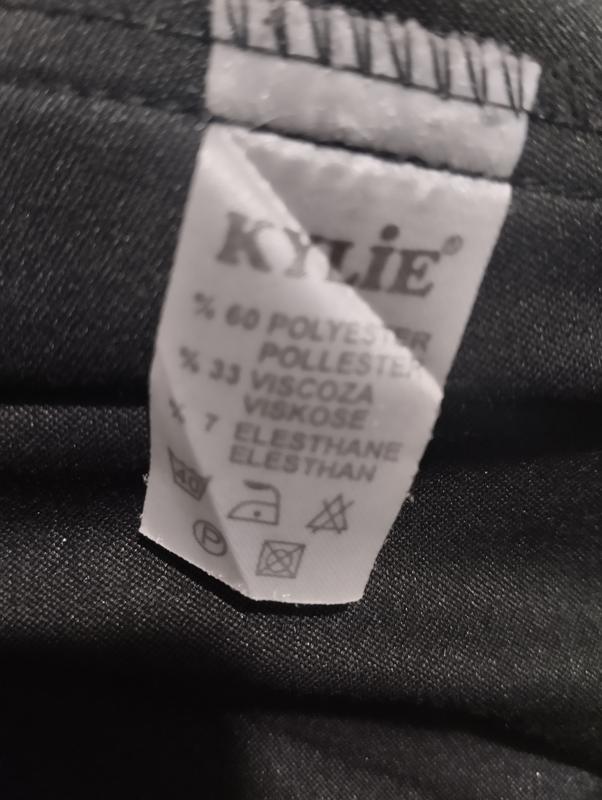 KYLiE®
% 60 POLYESTER
POLLESTER
% 33 VISCOZA
VISKOSE
% 7 ELESTHANE
ELESTHAN
40
P